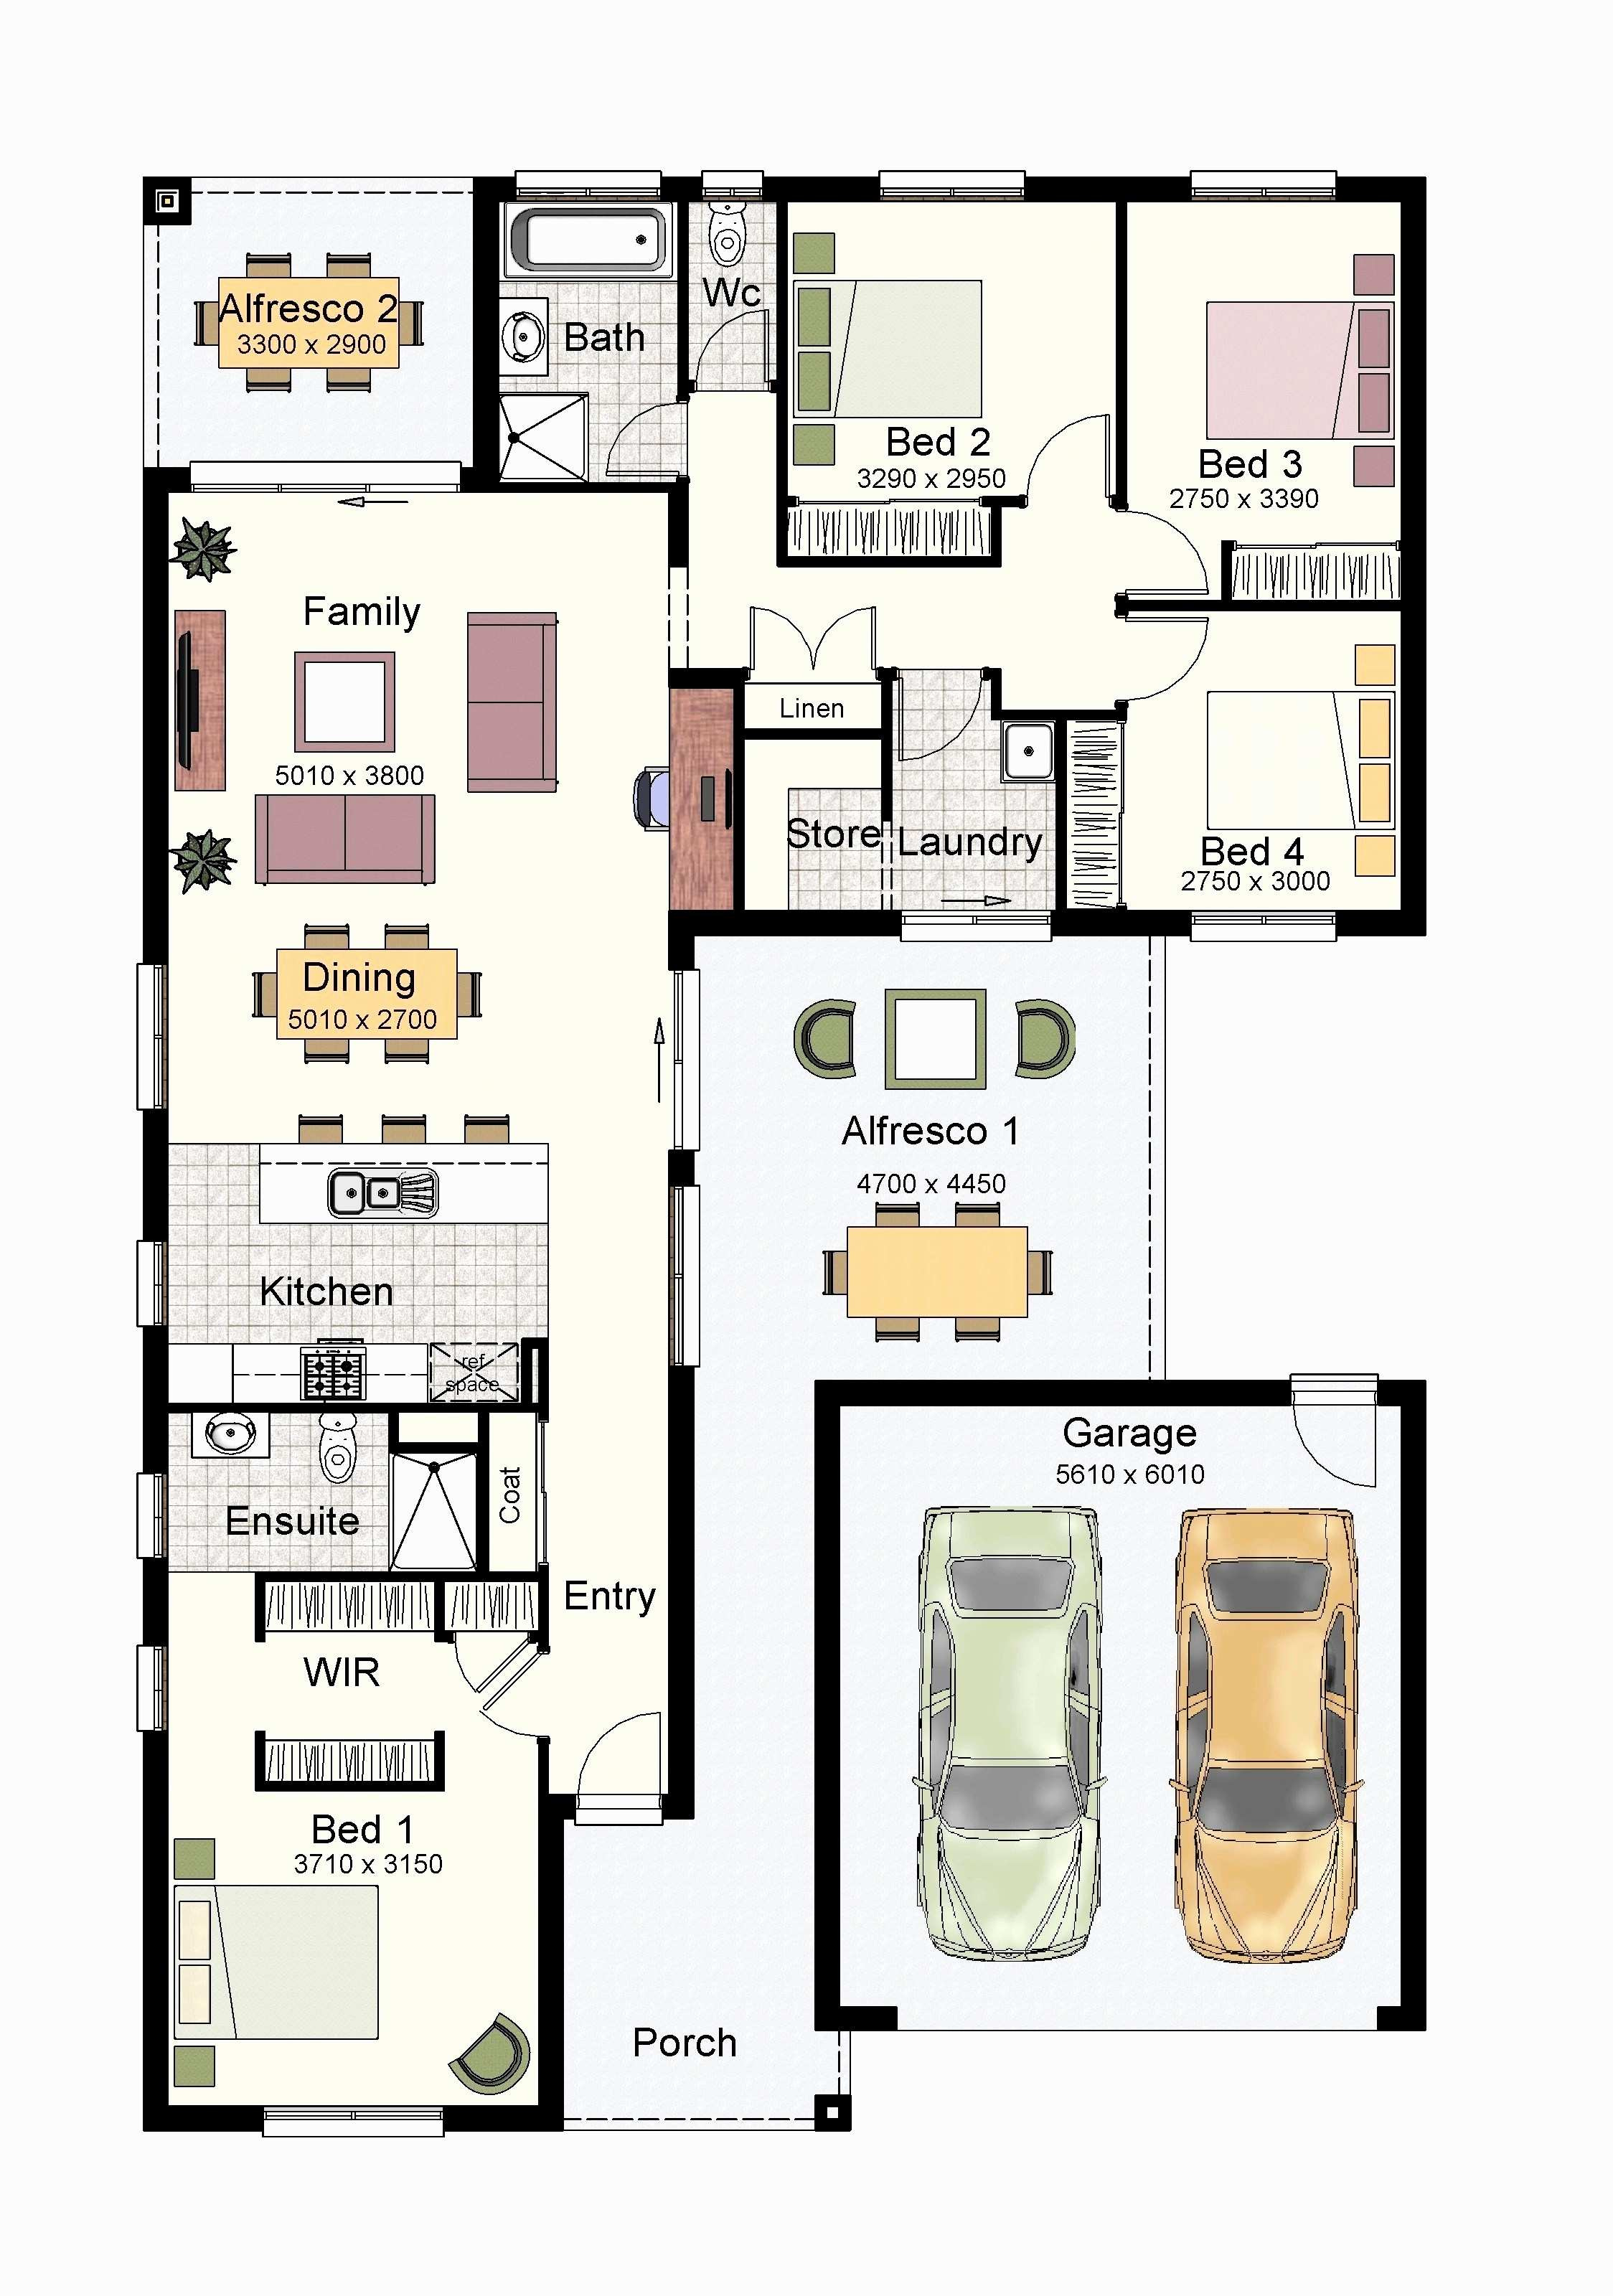 Alfresco 2
3300 x 2900
Bath
Wc
Bed 2
3290 x 2950
Bed 3
2750 x 3390
Family
5010 x 3800
Linen
Store
Laundry
Bed 4
2750 x 3000
Dining
5010 x 2700
Alfresco 1
4700 x 4450
Kitchen
ref
space
Garage
5610 x 6010
Ensuite
Coat
Entry
WIR
Bed 1
3710 x 3150
Porch